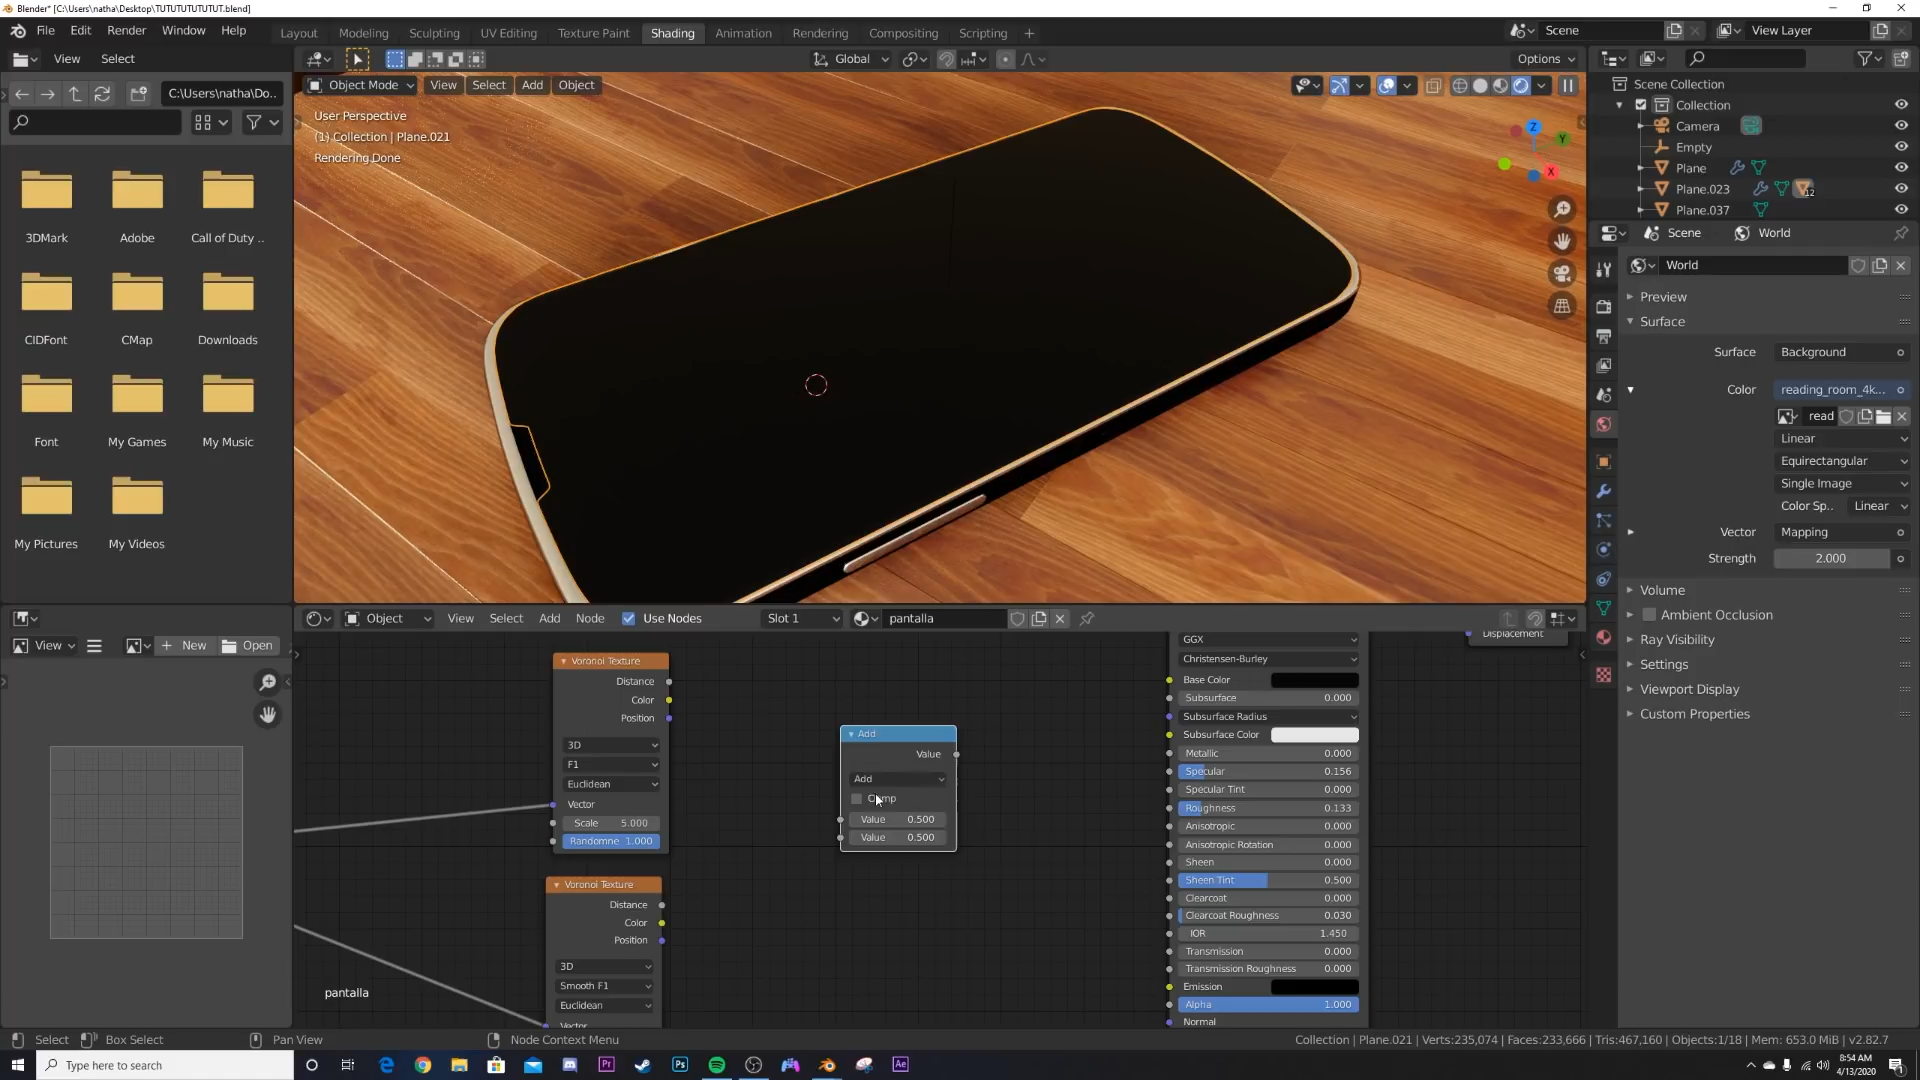 Blender* [C:\Users\natha\Desktop\TUTUTUTUTUTUT.blend]
File Edit Render Window Help
Layout Modeling Sculpting UV Editing Texture Paint Shading Animation Rendering Compositing Scripting +
Scene View Layer
View Select
Global Options
C:\Users\natha\Do..
Object Mode View Select Add Object
User Perspective
(1) Collection | Plane.021
Rendering Done
Z Y X
3DMark Adobe Call of Duty ..
CIDFont CMap Downloads
Font My Games My Music
My Pictures My Videos
Scene Collection
Collection
Camera
Empty
Plane
Plane.023 12
Plane.037
Scene World
World
Preview
Surface
Surface Background
Color reading_room_4k...
read
Linear
Equirectangular
Single Image
Color Sp.. Linear
Vector Mapping
Strength 2.000
Volume
Ambient Occlusion
Ray Visibility
Settings
Viewport Display
Custom Properties
View New Open
Object View Select Add Node Use Nodes Slot 1 pantalla
Voronoi Texture
Distance
Color
Position
3D
F1
Euclidean
Vector
Scale 5.000
Randomne 1.000
Voronoi Texture
Distance
Color
Position
3D
Smooth F1
Euclidean
Vector
Add
Value
Add
Value 0.500
Value 0.500
Displacement
GGX
Christensen-Burley
Base Color
Subsurface 0.000
Subsurface Radius
Subsurface Color
Metallic 0.000
Specular 0.156
Specular Tint 0.000
Roughness 0.133
Anisotropic 0.000
Anisotropic Rotation 0.000
Sheen 0.000
Sheen Tint 0.500
Clearcoat 0.000
Clearcoat Roughness 0.030
IOR 1.450
Transmission 0.000
Transmission Roughness 0.000
Emission
Alpha 1.000
Normal
pantalla
Select Box Select Pan View Node Context Menu
Collection | Plane.021 | Verts:235,074 | Faces:233,666 | Tris:467,160 | Objects:1/18 | Mem: 653.0 MiB | v2.82.7
Type here to search
Pr Ps Ae
8:54 AM
4/13/2020